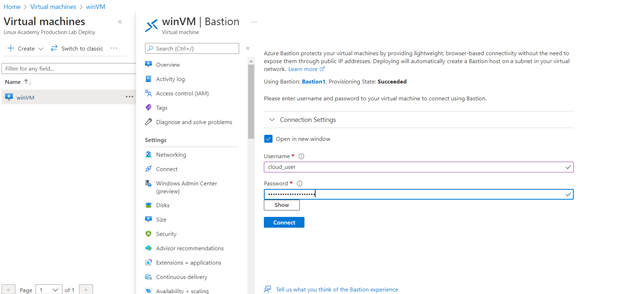 Home > Virtual machines > winVM
Virtual machines
Linux Academy Production Lab Deploy
+ Create
Switch to classic
···
Filter for any field...
Name ↑↓
winVM
···
Page
1
of 1
winVM | Bastion
···
Virtual machine
Search (Ctrl+/)
Overview
Activity log
Access control (IAM)
Tags
Diagnose and solve problems
Settings
Networking
Connect
Windows Admin Center
(preview)
Disks
Size
Security
Advisor recommendations
Extensions + applications
Continuous delivery
Availability + scaling
Azure Bastion protects your virtual machines by providing lightweight, browser-based connectivity without the need to
expose them through public IP addresses. Deploying will automatically create a Bastion host on a subnet in your virtual
network. Learn more
Using Bastion: Bastion1, Provisioning State: Succeeded
Please enter username and password to your virtual machine to connect using Bastion.
Connection Settings
Open in new window
Username *
cloud_user
Password *
Show
Connect
Tell us what you think of the Bastion experience